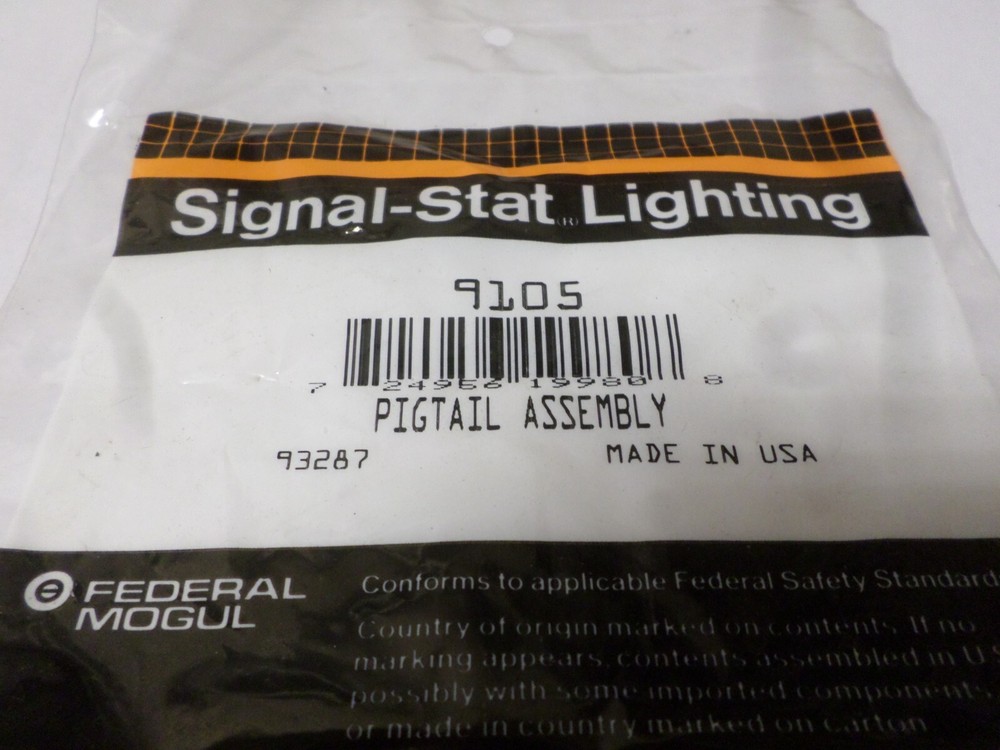 Signal-Stat® Lighting
9105
7 24956 19980 8
PIGTAIL ASSEMBLY
93287 MADE IN USA
FEDERAL MOGUL
Conforms to applicable Federal Safety Standard
Country of origin marked on contents. If no
marking appears, contents assembled in U.S
possibly with some imported components
or made in country marked on carton